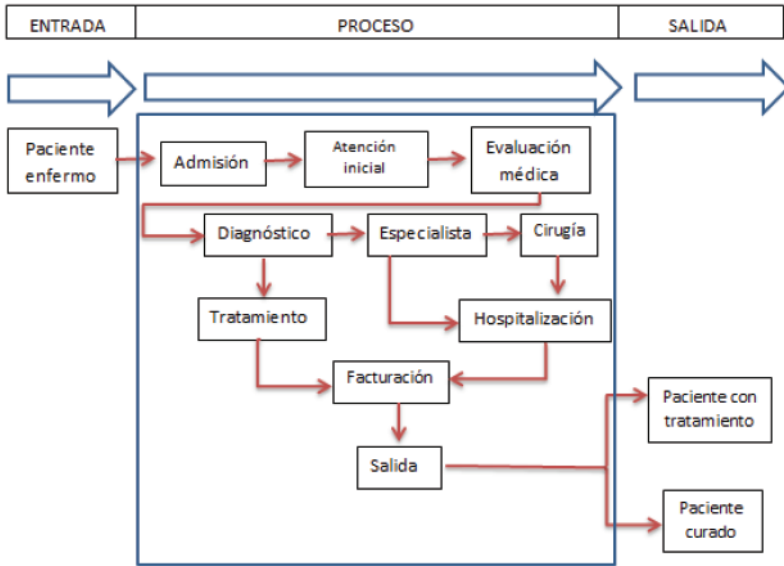 ENTRADA
PROCESO
SALIDA
Paciente
enfermo
Admisión
Atención
inicial
Evaluación
médica
Diagnóstico
Especialista
Cirugía
Tratamiento
Hospitalización
Facturación
Salida
Paciente con
tratamiento
Paciente
curado